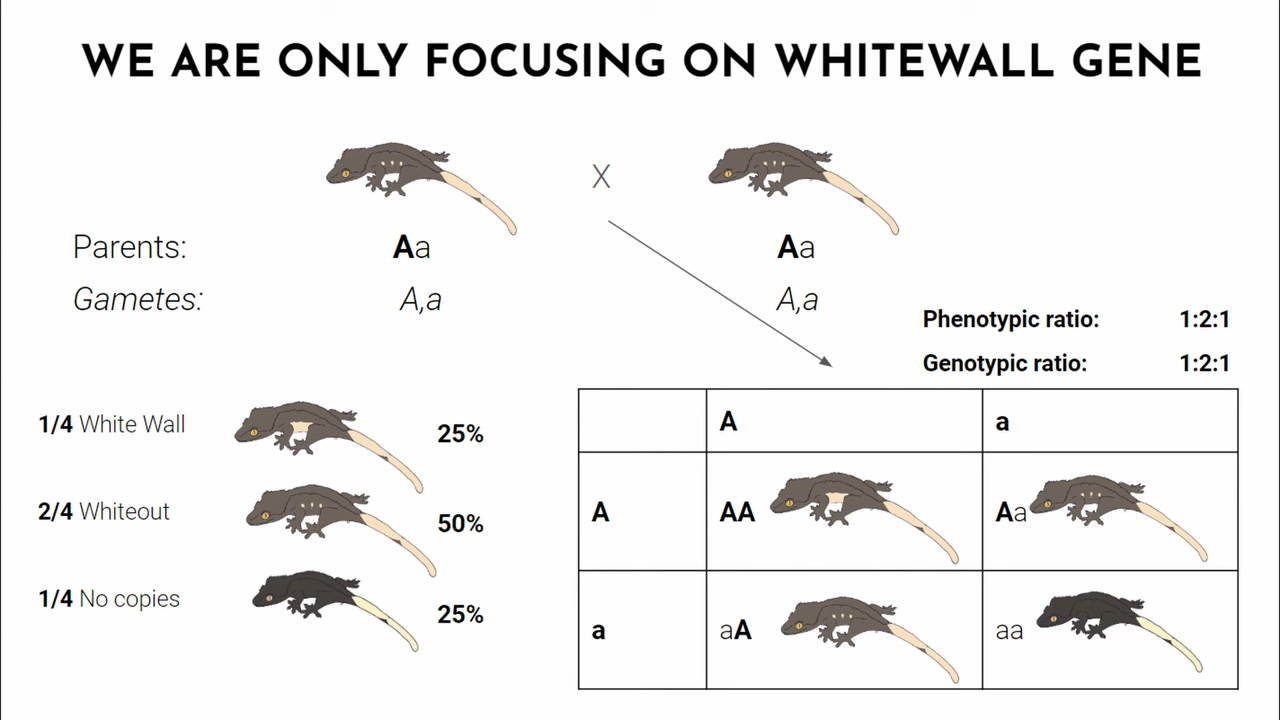 WE ARE ONLY FOCUSING ON WHITEWALL GENE
X
Parents: Aa Aa
Gametes: A,a A,a
Phenotypic ratio: 1:2:1
Genotypic ratio: 1:2:1
1/4 White Wall 25%
2/4 Whiteout 50%
1/4 No copies 25%
A a
A AA Aa
a aA aa